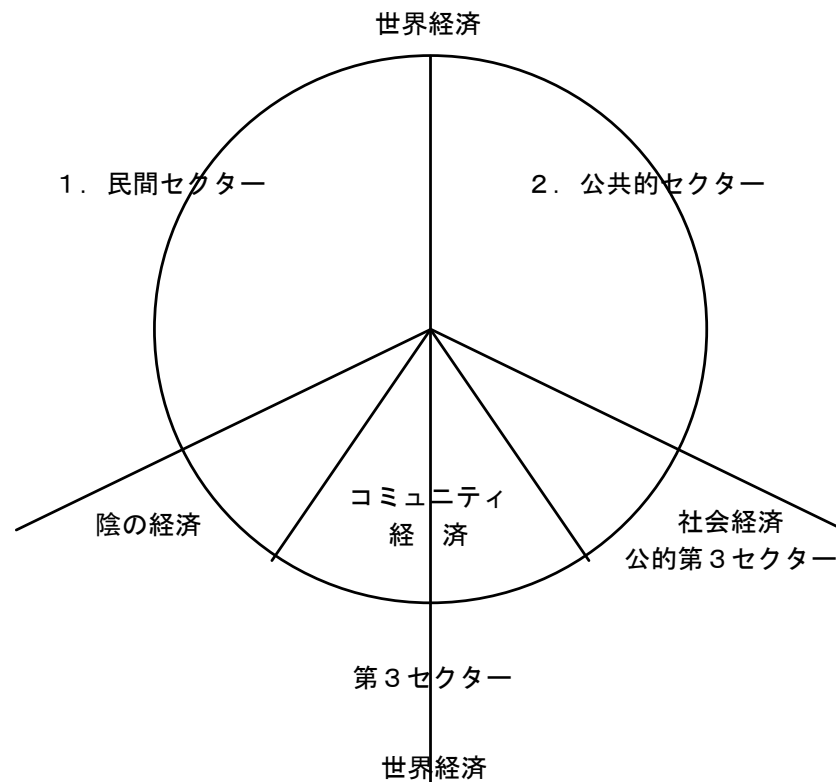 世界経済
１．民間セクター
２．公共的セクター
コミュニティ
経　済
陰の経済
社会経済
公的第３セクター
第３セクター
世界経済